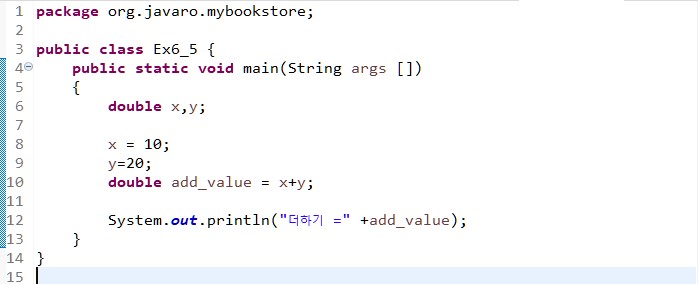 1 package org.javaro.mybookstore;
2
3 public class Ex6_5 {
4 public static void main(String args [])
5 {
6 double x,y;
7
8 x = 10;
9 y=20;
10 double add_value = x+y;
11
12 System.out.println("더하기 =" +add_value);
13 }
14 }
15